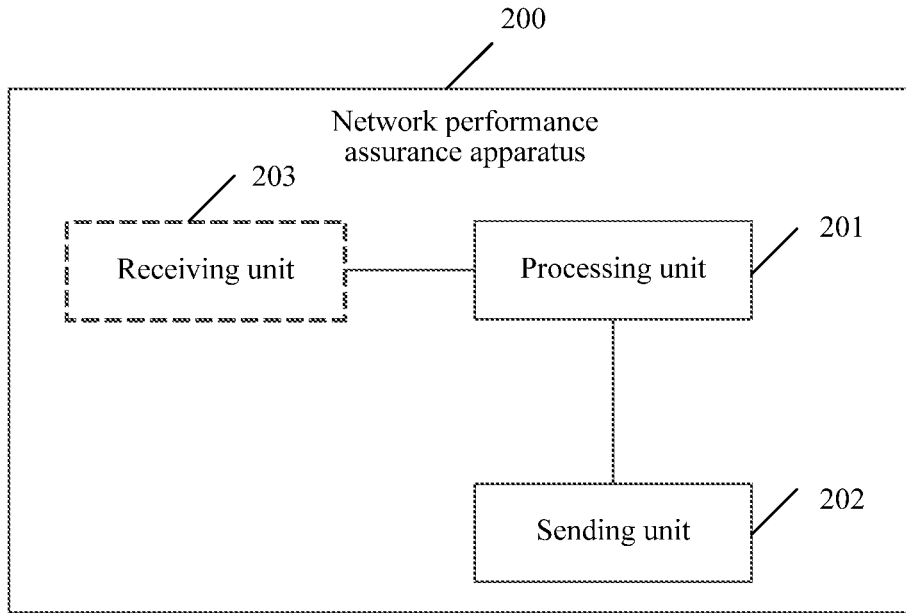 200
Network performance
assurance apparatus
203
Receiving unit
Processing unit
201
Sending unit
202